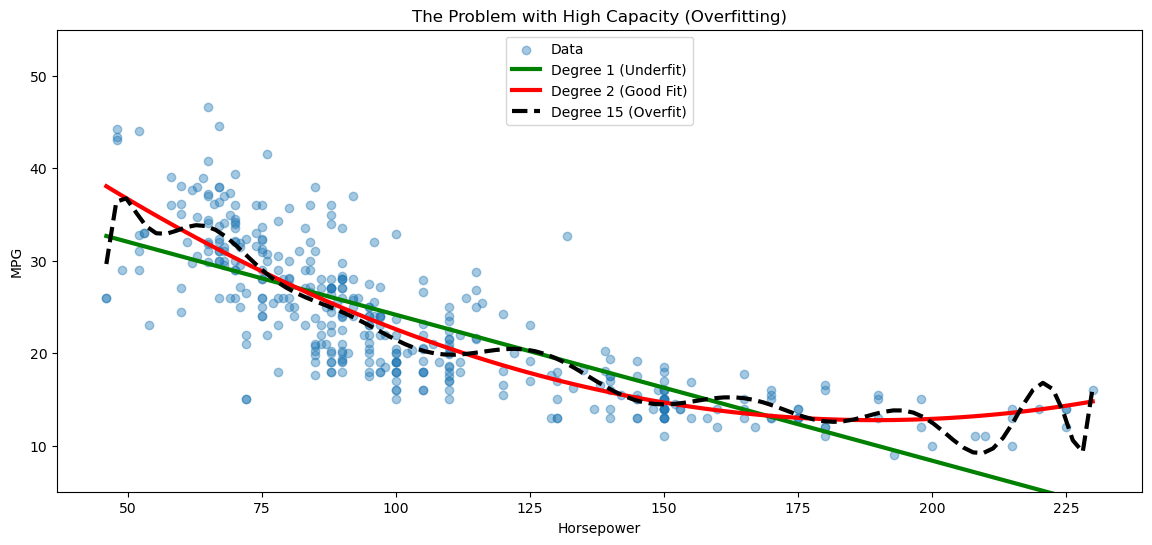 The Problem with High Capacity (Overfitting)
Data
Degree 1 (Underfit)
Degree 2 (Good Fit)
Degree 15 (Overfit)
MPG
50
40
30
20
10
50 75 100 125 150 175 200 225
Horsepower